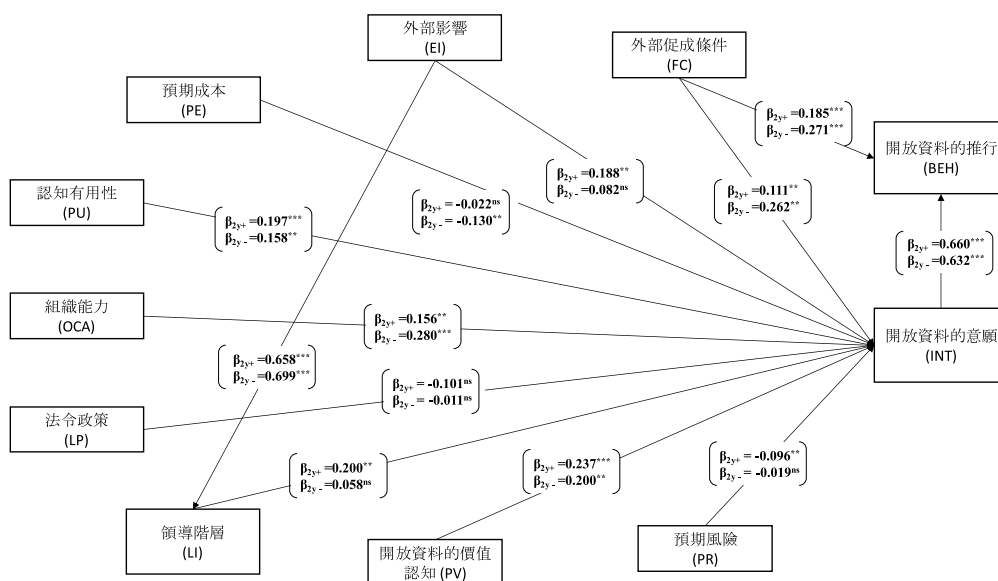 外部影響
(EI)
外部促成條件
(FC)
預期成本
(PE)
β2y+ =0.185***
β2y- =0.271***
開放資料的推行
(BEH)
認知有用性
(PU)
β2y+ =0.188**
β2y- =0.082ns
β2y+ =0.111**
β2y- =0.262**
β2y+ = -0.022ns
β2y- = -0.130**
β2y+ =0.197***
β2y- =0.158**
β2y+ =0.660***
β2y- =0.632***
組織能力
(OCA)
β2y+ =0.156**
β2y- =0.280***
開放資料的意願
(INT)
β2y+ =0.658***
β2y- =0.699***
β2y+ = -0.101ns
β2y- = -0.011ns
法令政策
(LP)
β2y+ =0.200**
β2y- =0.058ns
β2y+ =0.237***
β2y- =0.200**
β2y+ = -0.096**
β2y- = -0.019ns
領導階層
(LI)
開放資料的價值
認知 (PV)
預期風險
(PR)